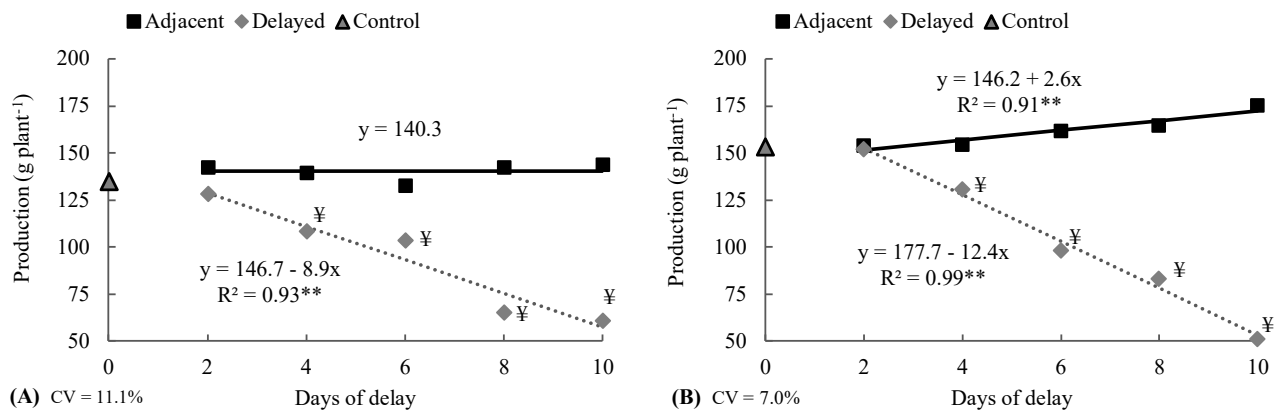 Adjacent Delayed Control
200
175
150
125
100
75
50
Production (g plant⁻¹)
y = 140.3
¥
¥
¥
¥
y = 146.7 - 8.9x
R² = 0.93**
0 2 4 6 8 10
(A) CV = 11.1% Days of delay
Adjacent Delayed Control
200
175
150
125
100
75
50
Production (g plant⁻¹)
y = 146.2 + 2.6x
R² = 0.91**
¥
¥
¥
¥
y = 177.7 - 12.4x
R² = 0.99**
0 2 4 6 8 10
(B) CV = 7.0% Days of delay